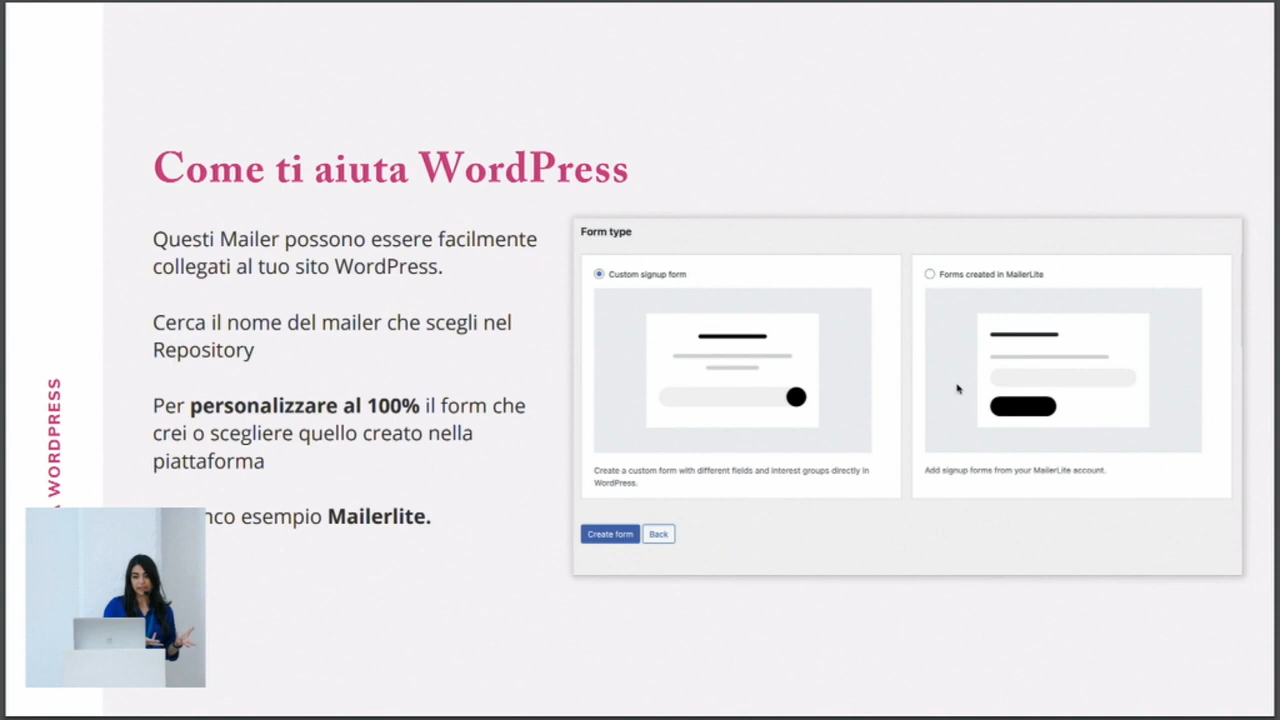 Come ti aiuta WordPress
Questi Mailer possono essere facilmente
collegati al tuo sito WordPress.
Cerca il nome del mailer che scegli nel
Repository
Per personalizzare al 100% il form che
crei o scegliere quello creato nella
piattaforma
esempio Mailerlite.
Form type
Custom signup form
Create a custom form with different fields and interest groups directly in
WordPress.
Forms created in MailerLite
Add signup forms from your MailerLite account.
Create form
Back
WORDPRESS